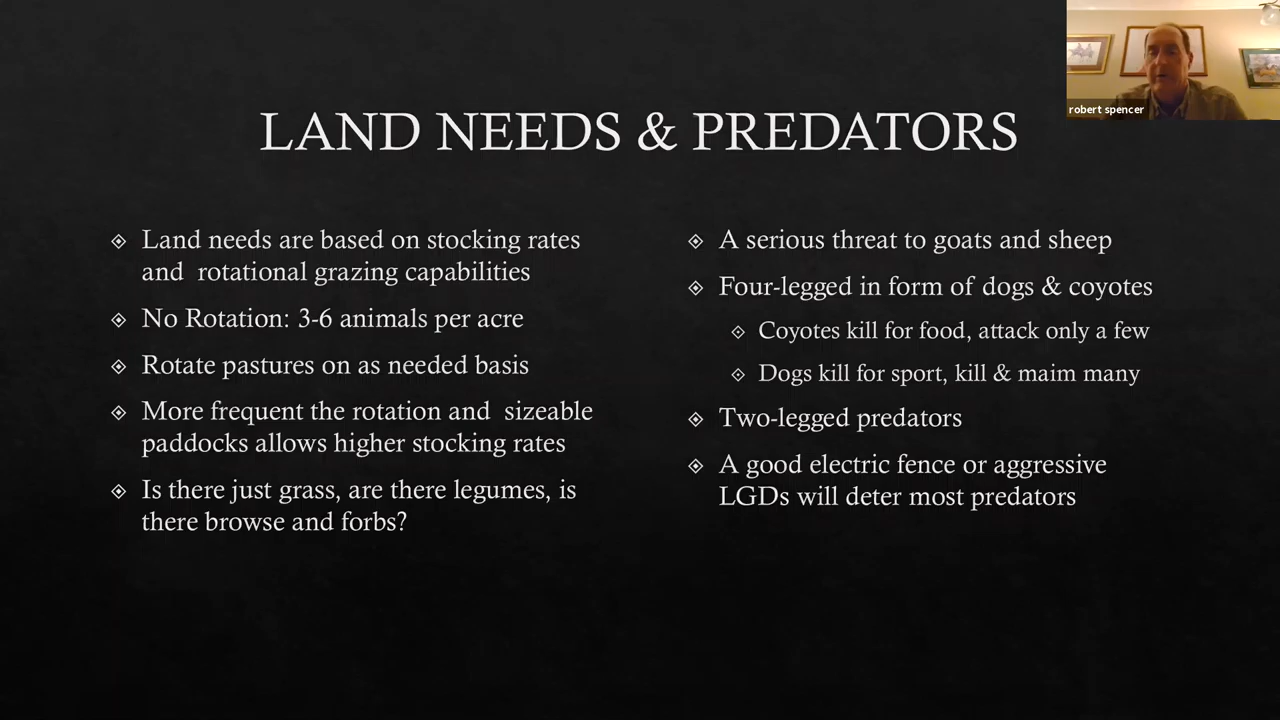 robert spencer
LAND NEEDS & PREDATORS
Land needs are based on stocking rates
and rotational grazing capabilities
No Rotation: 3-6 animals per acre
Rotate pastures on as needed basis
More frequent the rotation and sizeable
paddocks allows higher stocking rates
Is there just grass, are there legumes, is
there browse and forbs?
A serious threat to goats and sheep
Four-legged in form of dogs & coyotes
Coyotes kill for food, attack only a few
Dogs kill for sport, kill & maim many
Two-legged predators
A good electric fence or aggressive
LGDs will deter most predators